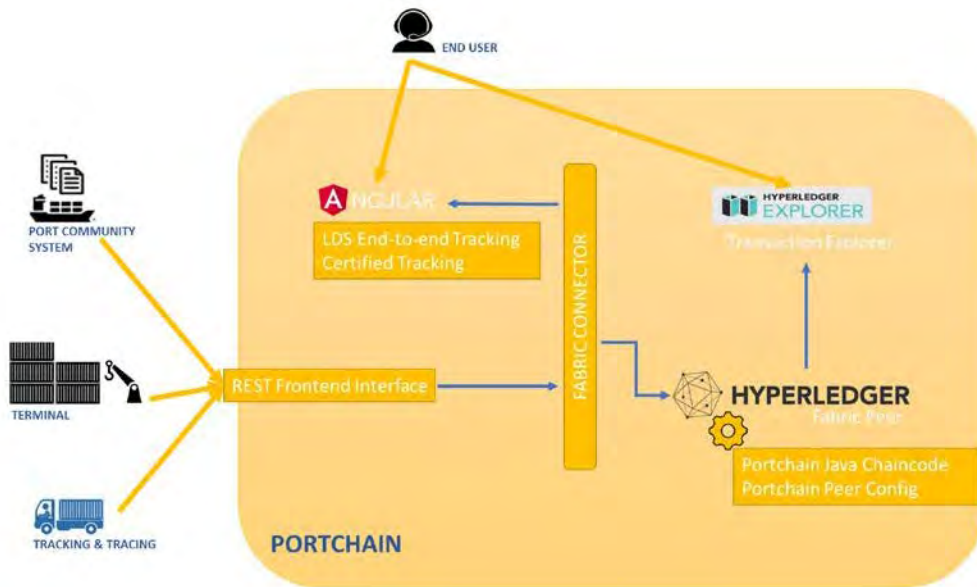 END USER
PORT COMMUNITY
SYSTEM
ANGULAR
LDS End-to-end Tracking
Certified Tracking
FABRIC CONNECTOR
HYPERLEDGER
EXPLORER
Transaction Explorer
TERMINAL
REST Frontend Interface
HYPERLEDGER
Fabric Peer
Portchain Java Chaincode
Portchain Peer Config
TRACKING & TRACING
PORTCHAIN